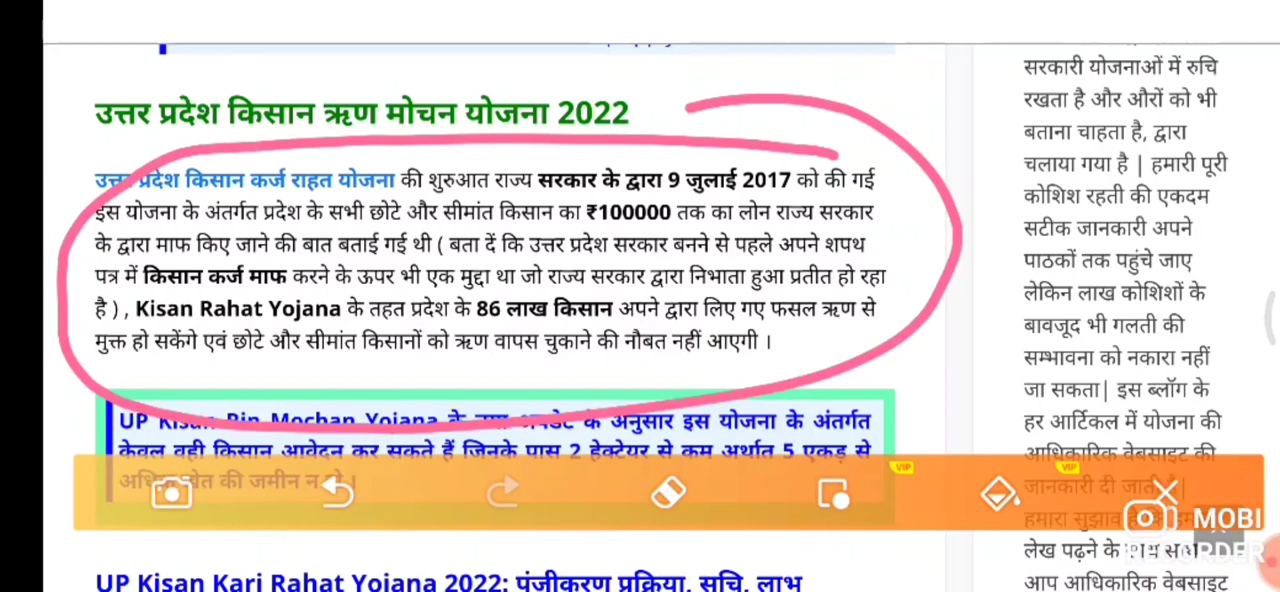 उत्तर प्रदेश किसान ऋण मोचन योजना 2022
उत्तर प्रदेश किसान कर्ज राहत योजना की शुरुआत राज्य सरकार के द्वारा 9 जुलाई 2017 को की गई
इस योजना के अंतर्गत प्रदेश के सभी छोटे और सीमांत किसान का ₹100000 तक का लोन राज्य सरकार
के द्वारा माफ किए जाने की बात बताई गई थी ( बता दें कि उत्तर प्रदेश सरकार बनने से पहले अपने शपथ
पत्र में किसान कर्ज माफ करने के ऊपर भी एक मुद्दा था जो राज्य सरकार द्वारा निभाता हुआ प्रतीत हो रहा
है ) , Kisan Rahat Yojana के तहत प्रदेश के 86 लाख किसान अपने द्वारा लिए गए फसल ऋण से
मुक्त हो सकेंगे एवं छोटे और सीमांत किसानों को ऋण वापस चुकाने की नौबत नहीं आएगी ।
UP Kisan Rin Mochan Yojana के के अनुसार इस योजना के अंतर्गत
केवल वही किसान आवेदन कर सकते हैं जिनके पास 2 हेक्टेयर से कम अर्थात 5 एकड़ से
की जमीन
UP Kisan Karj Rahat Yojana 2022: पंजीकरण प्रक्रिया, सूचि, लाभ
सरकारी योजनाओं में रुचि
रखता है और औरों को भी
बताना चाहता है, द्वारा
चलाया गया है | हमारी पूरी
कोशिश रहती की एकदम
सटीक जानकारी अपने
पाठकों तक पहुंचे जाए
लेकिन लाख कोशिशों के
बावजूद भी गलती की
सम्भावना को नकारा नहीं
जा सकता| इस ब्लॉग के
हर आर्टिकल में योजना की
आधिकारिक वेबसाइट की
जानकारी दी जाती है|
हमारा सुझाव
लेख पढ़ने के साथ
आप आधिकारिक वेबसाइट
VIP
VIP
MOBI
RECORDER